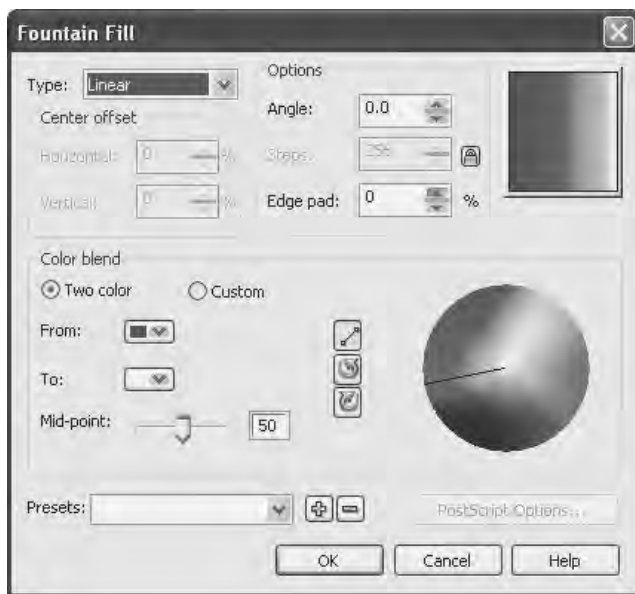 Fountain Fill
Type: Linear
Options
Center offset
Angle: 0.0
Horizontal: 0 %
Steps: 256
Vertical: 0 %
Edge pad: 0 %
Color blend
Two color Custom
From:
To:
Mid-point: 50
Presets:
PostScript Options...
OK Cancel Help